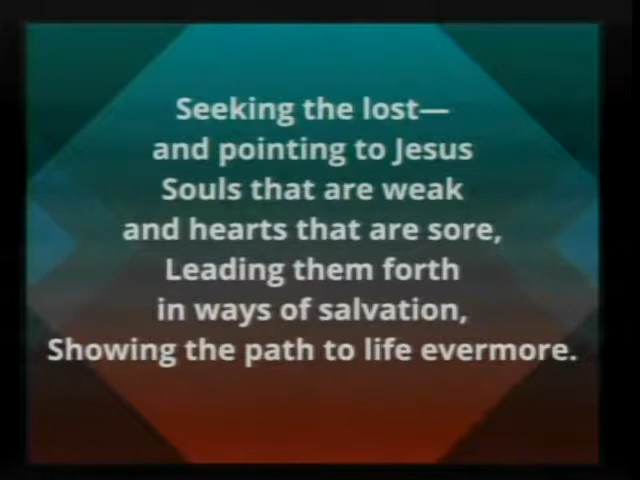 Seeking the lost—
and pointing to Jesus
Souls that are weak
and hearts that are sore,
Leading them forth
in ways of salvation,
Showing the path to life evermore.